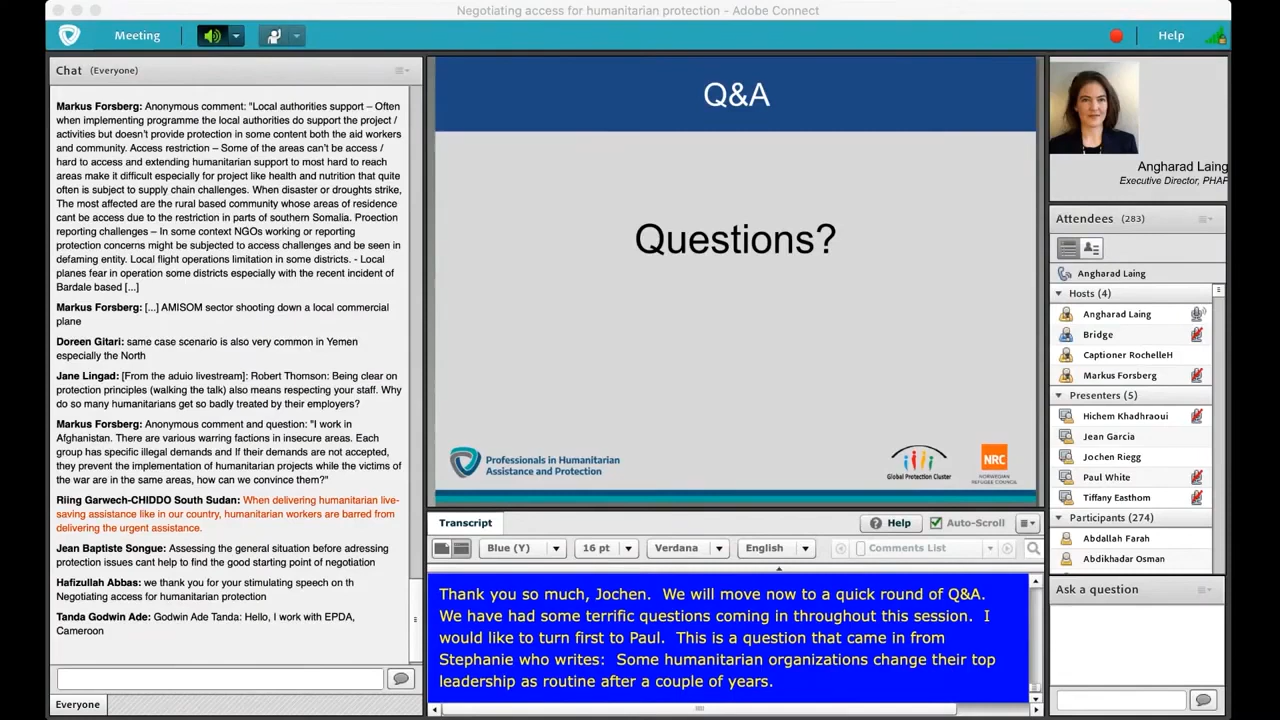 Negotiating access for humanitarian protection - Adobe Connect
Meeting
Help
Chat (Everyone)
Markus Forsberg: Anonymous comment: "Local authorities support – Often
when implementing programme the local authorities do support the project /
activities but doesn't provide protection in some content both the aid workers
and community. Access restriction – Some of the areas can't be access /
hard to access and extending humanitarian support to most hard to reach
areas make it difficult especially for project like health and nutrition that quite
often is subject to supply chain challenges. When disaster or droughts strike,
The most affected are the rural based community whose areas of residence
cant be access due to the restriction in parts of southern Somalia. Proection
reporting challenges – In some context NGOs working or reporting
protection concerns might be subjected to access challenges and be seen in
defaming entity. Local flight operations limitation in some districts. - Local
planes fear in operation some districts especially with the recent incident of
Bardale based [...]
Markus Forsberg: [...] AMISOM sector shooting down a local commercial
plane
Doreen Gitari: same case scenario is also very common in Yemen
especially the North
Jane Lingad: [From the aduio livestream]: Robert Thomson: Being clear on
protection principles (walking the talk) also means respecting your staff. Why
do so many humanitarians get so badly treated by their employers?
Markus Forsberg: Anonymous comment and question: "I work in
Afghanistan. There are various warring factions in insecure areas. Each
group has specific illegal demands and If their demands are not accepted,
they prevent the implementation of humanitarian projects while the victims of
the war are in the same areas, how can we convince them?"
Riing Garwech-CHIDDO South Sudan: When delivering humanitarian live-
saving assistance like in our country, humanitarian workers are barred from
delivering the urgent assistance.
Jean Baptiste Songue: Assessing the general situation before adressing
protection issues cant help to find the good starting point of negotiation
Hafizullah Abbas: we thank you for your stimulating speech on th
Negotiating access for humanitarian protection
Tanda Godwin Ade: Godwin Ade Tanda: Hello, I work with EPDA,
Cameroon
Everyone
Q&A
Questions?
Professionals in Humanitarian
Assistance and Protection
Global Protection Cluster
NRC
NORWEGIAN
REFUGEE COUNCIL
Transcript
Help
Auto-Scroll
Blue (Y)
16 pt
Verdana
English
Comments List
Thank you so much, Jochen. We will move now to a quick round of Q&A.
We have had some terrific questions coming in throughout this session. I
would like to turn first to Paul. This is a question that came in from
Stephanie who writes: Some humanitarian organizations change their top
leadership as routine after a couple of years.
Angharad Laing
Executive Director, PHAP
Attendees (283)
Angharad Laing
Hosts (4)
Angharad Laing
Bridge
Captioner RochelleH
Markus Forsberg
Presenters (5)
Hichem Khadhraoui
Jean Garcia
Jochen Riegg
Paul White
Tiffany Easthom
Participants (274)
Abdallah Farah
Abdikhadar Osman
Ask a question